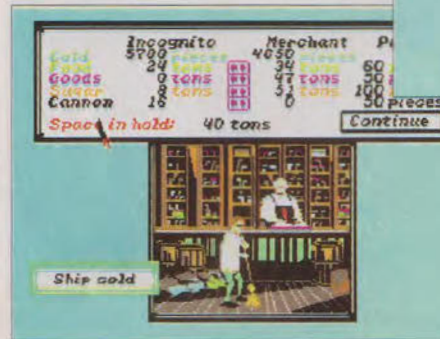 Incognito Merchant
Gold 5700 pieces 4650 pieces
Food 24 tons 34 tons 60
Goods 0 tons 47 tons 50
Sugar 8 tons 51 tons 100
Cannon 16 0 50 pieces
Space in hold: 40 tons Continue
Ship sold